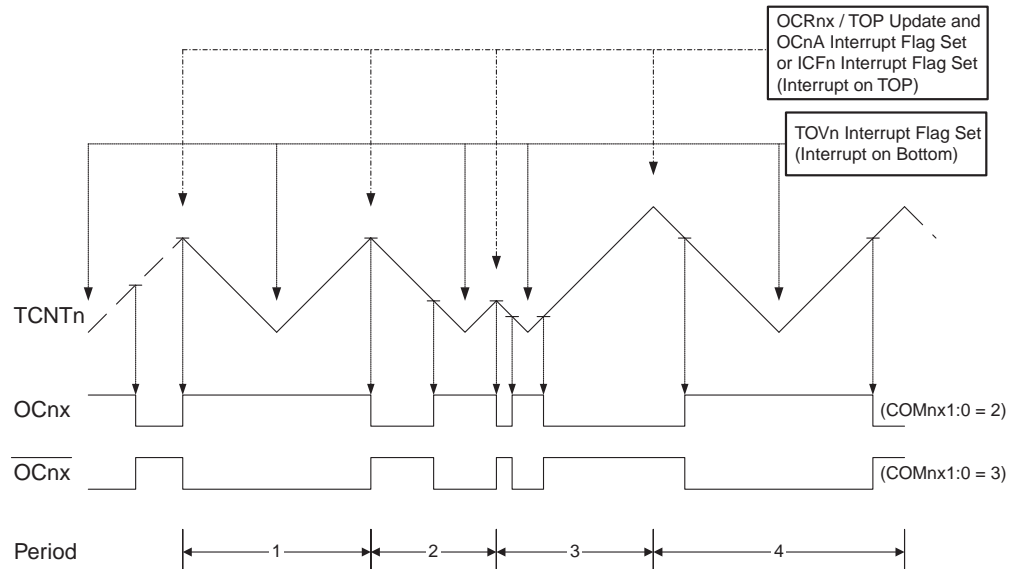 OCRnx / TOP Update and
OCnA Interrupt Flag Set
or ICFn Interrupt Flag Set
(Interrupt on TOP)
TOVn Interrupt Flag Set
(Interrupt on Bottom)
TCNTn
OCnx
(COMnx1:0 = 2)
OCnx
(COMnx1:0 = 3)
Period
1
2
3
4